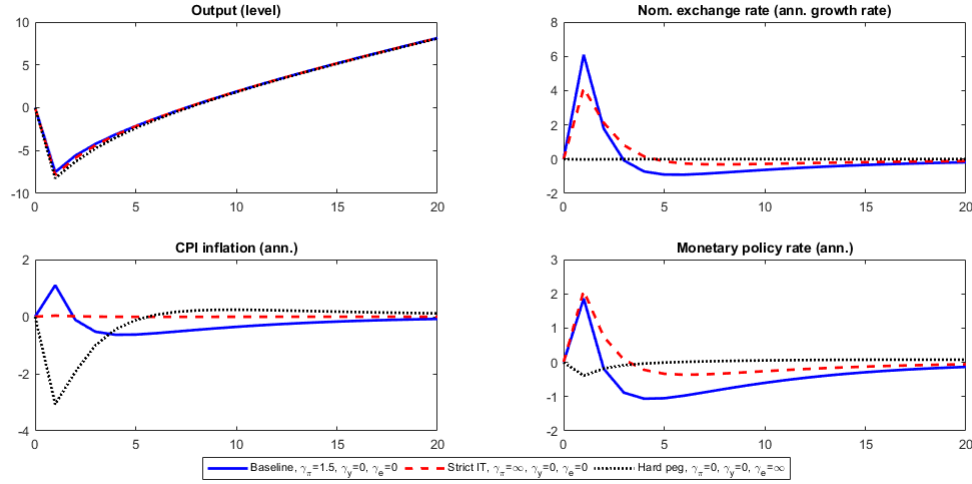 Output (level)
10
5
0
-5
-10
0 5 10 15 20
Nom. exchange rate (ann. growth rate)
8
6
4
2
0
-2
0 5 10 15 20
CPI inflation (ann.)
2
0
-2
-4
0 5 10 15 20
Monetary policy rate (ann.)
3
2
1
0
-1
-2
0 5 10 15 20
Baseline, γπ=1.5, γy=0, γe=0 Strict IT, γπ=∞, γy=0, γe=0 Hard peg, γπ=0, γy=0, γe=∞